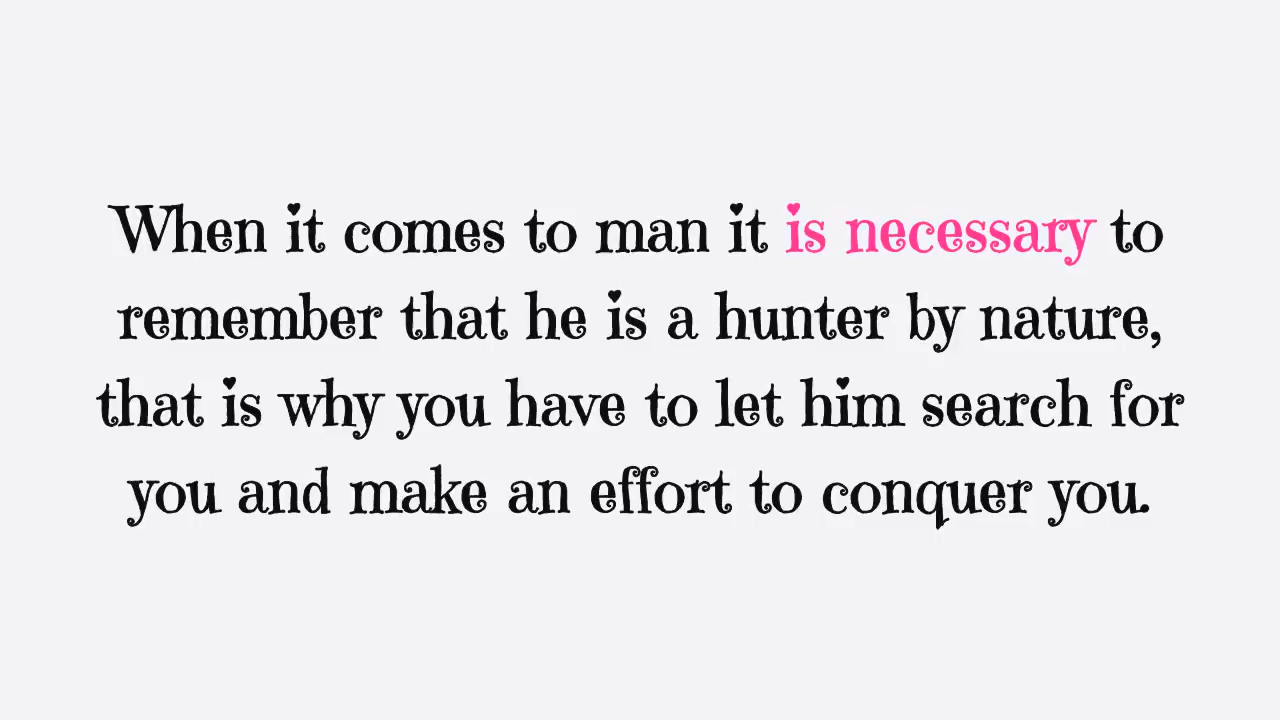 When it comes to man it is necessary to
remember that he is a hunter by nature,
that is why you have to let him search for
you and make an effort to conquer you.